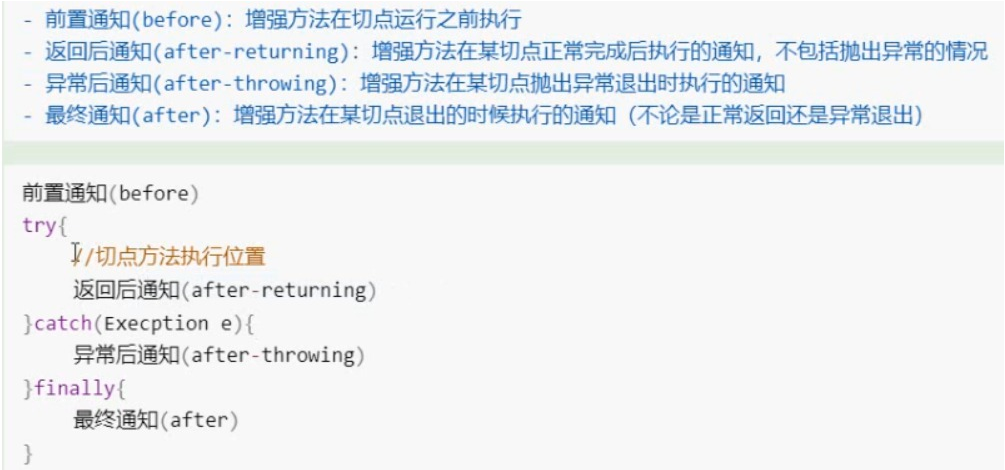 - 前置通知(before): 增强方法在切点运行之前执行
- 返回后通知(after-returning): 增强方法在某切点正常完成后执行的通知，不包括抛出异常的情况
- 异常后通知(after-throwing): 增强方法在某切点抛出异常退出时执行的通知
- 最终通知(after): 增强方法在某切点退出的时候执行的通知（不论是正常返回还是异常退出）
前置通知(before)
try{
//切点方法执行位置
返回后通知(after-returning)
}catch(Execption e){
异常后通知(after-throwing)
}finally{
最终通知(after)
}